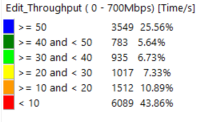 Edit_Throughput ( 0 - 700Mbps) [Time/s]
>= 50 3549 25.56%
>= 40 and < 50 783 5.64%
>= 30 and < 40 935 6.73%
>= 20 and < 30 1017 7.33%
>= 10 and < 20 1512 10.89%
< 10 6089 43.86%